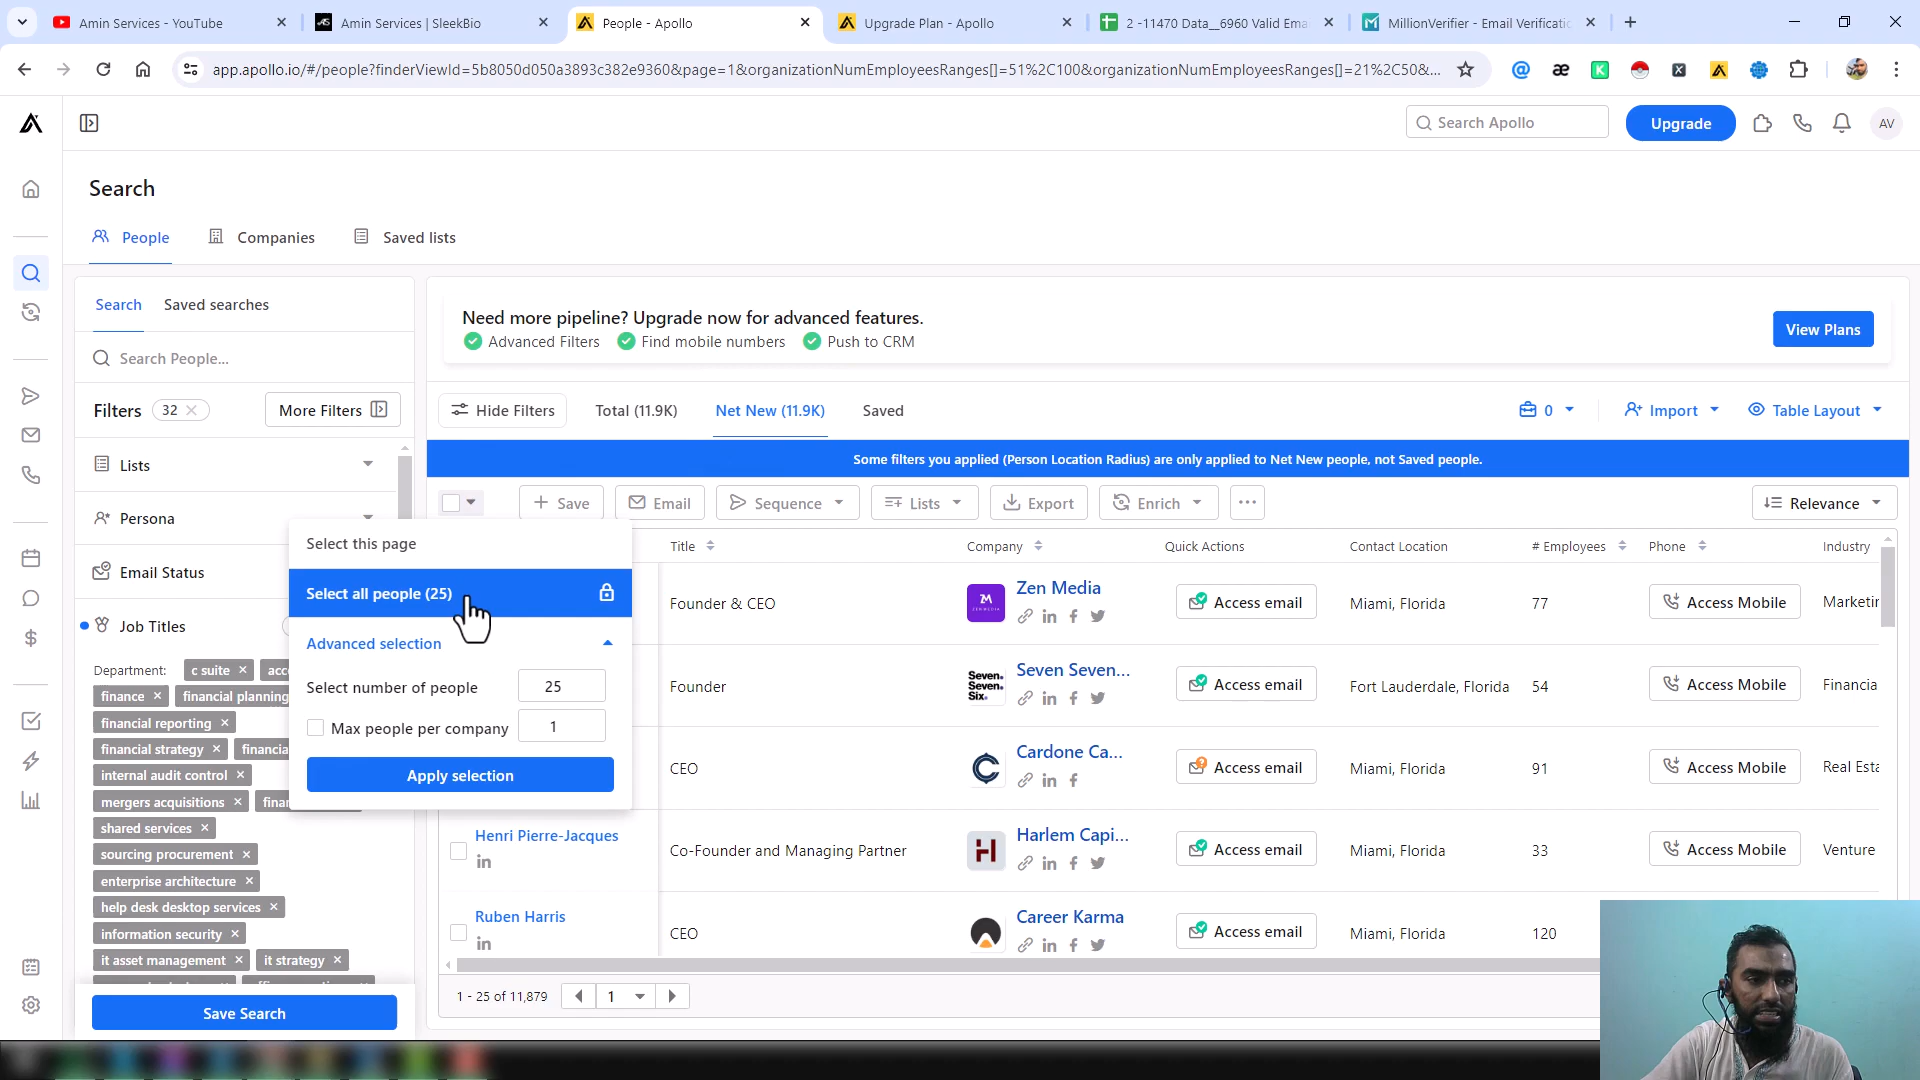 Amin Services - YouTube
Amin Services | SleekBio
People - Apollo
Upgrade Plan - Apollo
2 -11470 Data__6960 Valid Ema
MillionVerifier - Email Verificatio
app.apollo.io/#/people?finderViewId=5b8050d050a3893c382e9360&page=1&organizationNumEmployeesRanges[]=51%2C100&organizationNumEmployeesRanges[]=21%2C50&...
Search Apollo
Upgrade
AV
Search
People
Companies
Saved lists
Search
Saved searches
Search People...
Filters
32
More Filters
Lists
Persona
Email Status
Job Titles
Department:
c suite
acc
finance
financial planning
financial reporting
financial strategy
financia
internal audit control
mergers acquisitions
finan
shared services
sourcing procurement
enterprise architecture
help desk desktop services
information security
it asset management
it strategy
Save Search
Need more pipeline? Upgrade now for advanced features.
Advanced Filters
Find mobile numbers
Push to CRM
View Plans
Hide Filters
Total (11.9K)
Net New (11.9K)
Saved
0
Import
Table Layout
Some filters you applied (Person Location Radius) are only applied to Net New people, not Saved people.
Save
Email
Sequence
Lists
Export
Enrich
Relevance
Select this page
Select all people (25)
Advanced selection
Select number of people
25
Max people per company
1
Apply selection
Title
Company
Quick Actions
Contact Location
# Employees
Phone
Industry
Founder & CEO
Zen Media
Access email
Miami, Florida
77
Access Mobile
Marketin
Founder
Seven. Seven. Six.
Seven Seven...
Access email
Fort Lauderdale, Florida
54
Access Mobile
Financia
CEO
Cardone Ca...
Access email
Miami, Florida
91
Access Mobile
Real Esta
Henri Pierre-Jacques
Co-Founder and Managing Partner
Harlem Capi...
Access email
Miami, Florida
33
Access Mobile
Venture
Ruben Harris
CEO
Career Karma
Access email
Miami, Florida
120
1 - 25 of 11,879
1